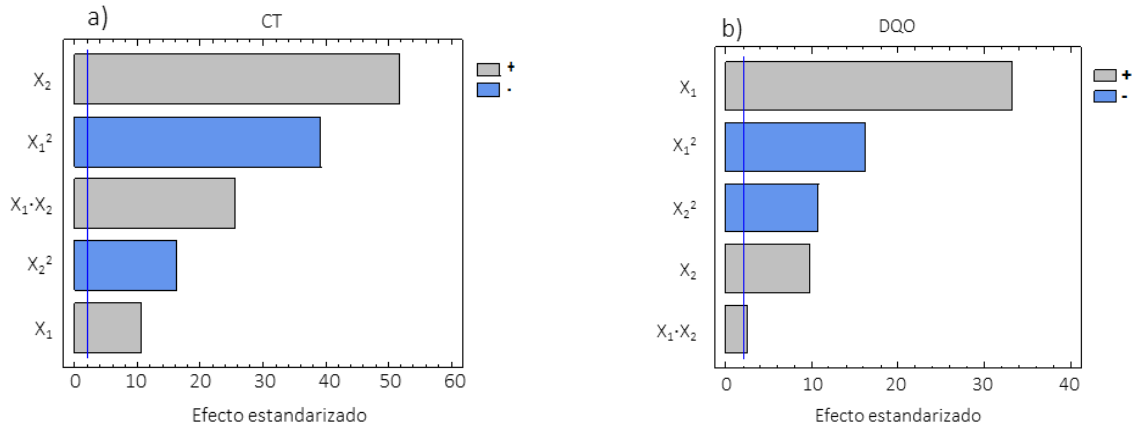 a)
CT
X₂
X₁²
X₁·X₂
X₂²
X₁
0 10 20 30 40 50 60
Efecto estandarizado
+
-
b)
DQO
X₁
X₁²
X₂²
X₂
X₁·X₂
0 10 20 30 40
Efecto estandarizado
+
-